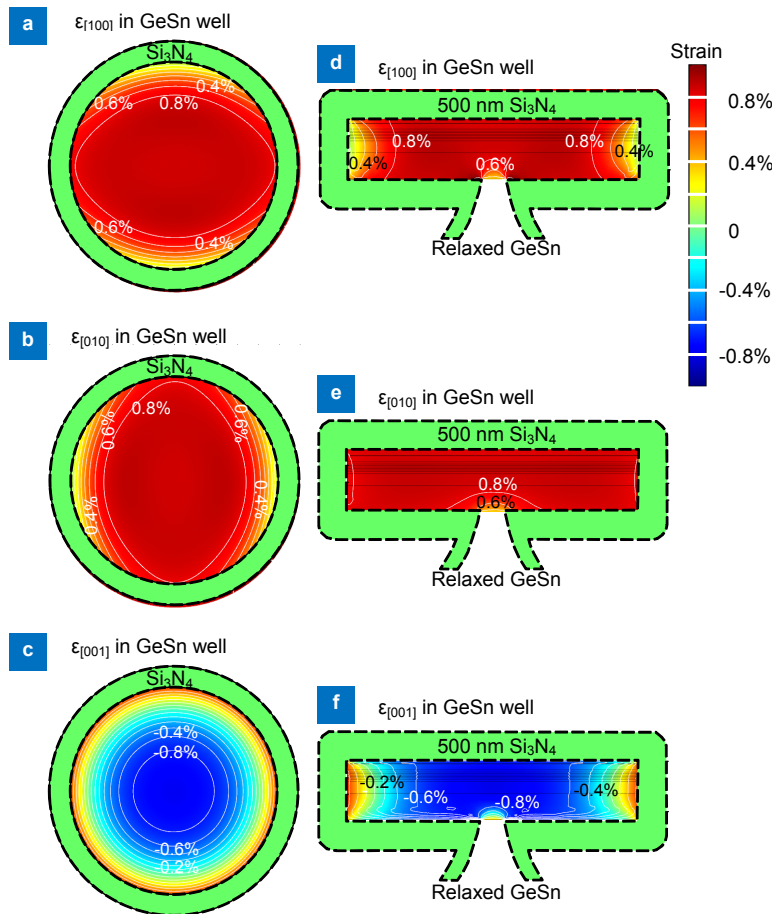 a ε[100] in GeSn well
Si₃N₄
0.4%
0.6% 0.8%
0.6%
0.4%
d ε[100] in GeSn well
500 nm Si₃N₄
0.8% 0.8%
0.4% 0.6% 0.4%
Relaxed GeSn
Strain
0.8%
0.4%
0
-0.4%
-0.8%
b ε[010] in GeSn well
Si₃N₄
0.8%
0.6% 0.6%
0.4% 0.4%
e ε[010] in GeSn well
500 nm Si₃N₄
0.8%
0.6%
Relaxed GeSn
c ε[001] in GeSn well
Si₃N₄
-0.4%
-0.8%
-0.6%
-0.2%
f ε[001] in GeSn well
500 nm Si₃N₄
-0.2% -0.4%
-0.6% -0.8%
Relaxed GeSn